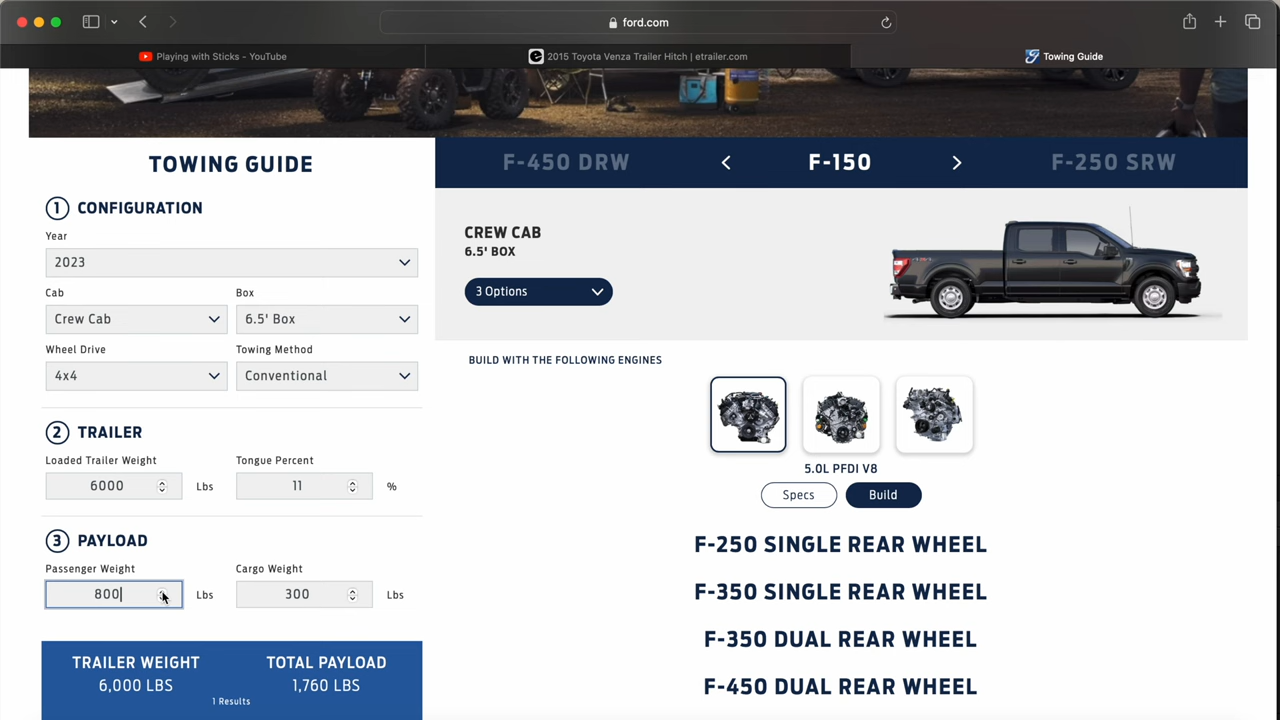 ford.com
Playing with Sticks - YouTube
2015 Toyota Venza Trailer Hitch | etrailer.com
Towing Guide
TOWING GUIDE
1 CONFIGURATION
Year
2023
Cab
Box
Crew Cab
6.5' Box
Wheel Drive
Towing Method
4x4
Conventional
2 TRAILER
Loaded Trailer Weight
Tongue Percent
6000 Lbs
11 %
3 PAYLOAD
Passenger Weight
Cargo Weight
800 Lbs
300 Lbs
TRAILER WEIGHT
TOTAL PAYLOAD
6,000 LBS
1,760 LBS
1 Results
F-450 DRW < F-150 > F-250 SRW
CREW CAB
6.5' BOX
3 Options
BUILD WITH THE FOLLOWING ENGINES
5.0L PFDI V8
Specs
Build
F-250 SINGLE REAR WHEEL
F-350 SINGLE REAR WHEEL
F-350 DUAL REAR WHEEL
F-450 DUAL REAR WHEEL